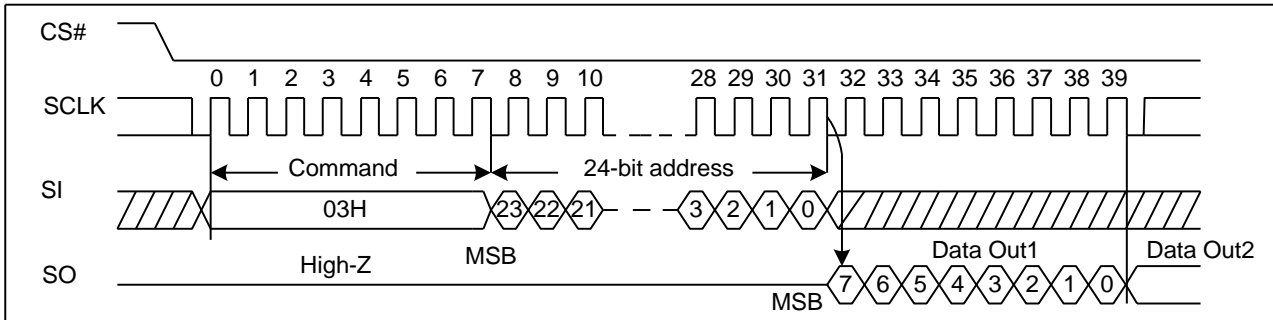 CS#
0 1 2 3 4 5 6 7 8 9 10 28 29 30 31 32 33 34 35 36 37 38 39
SCLK
Command 24-bit address
SI
03H 23 22 21 3 2 1 0
High-Z MSB Data Out1 Data Out2
SO
MSB 7 6 5 4 3 2 1 0